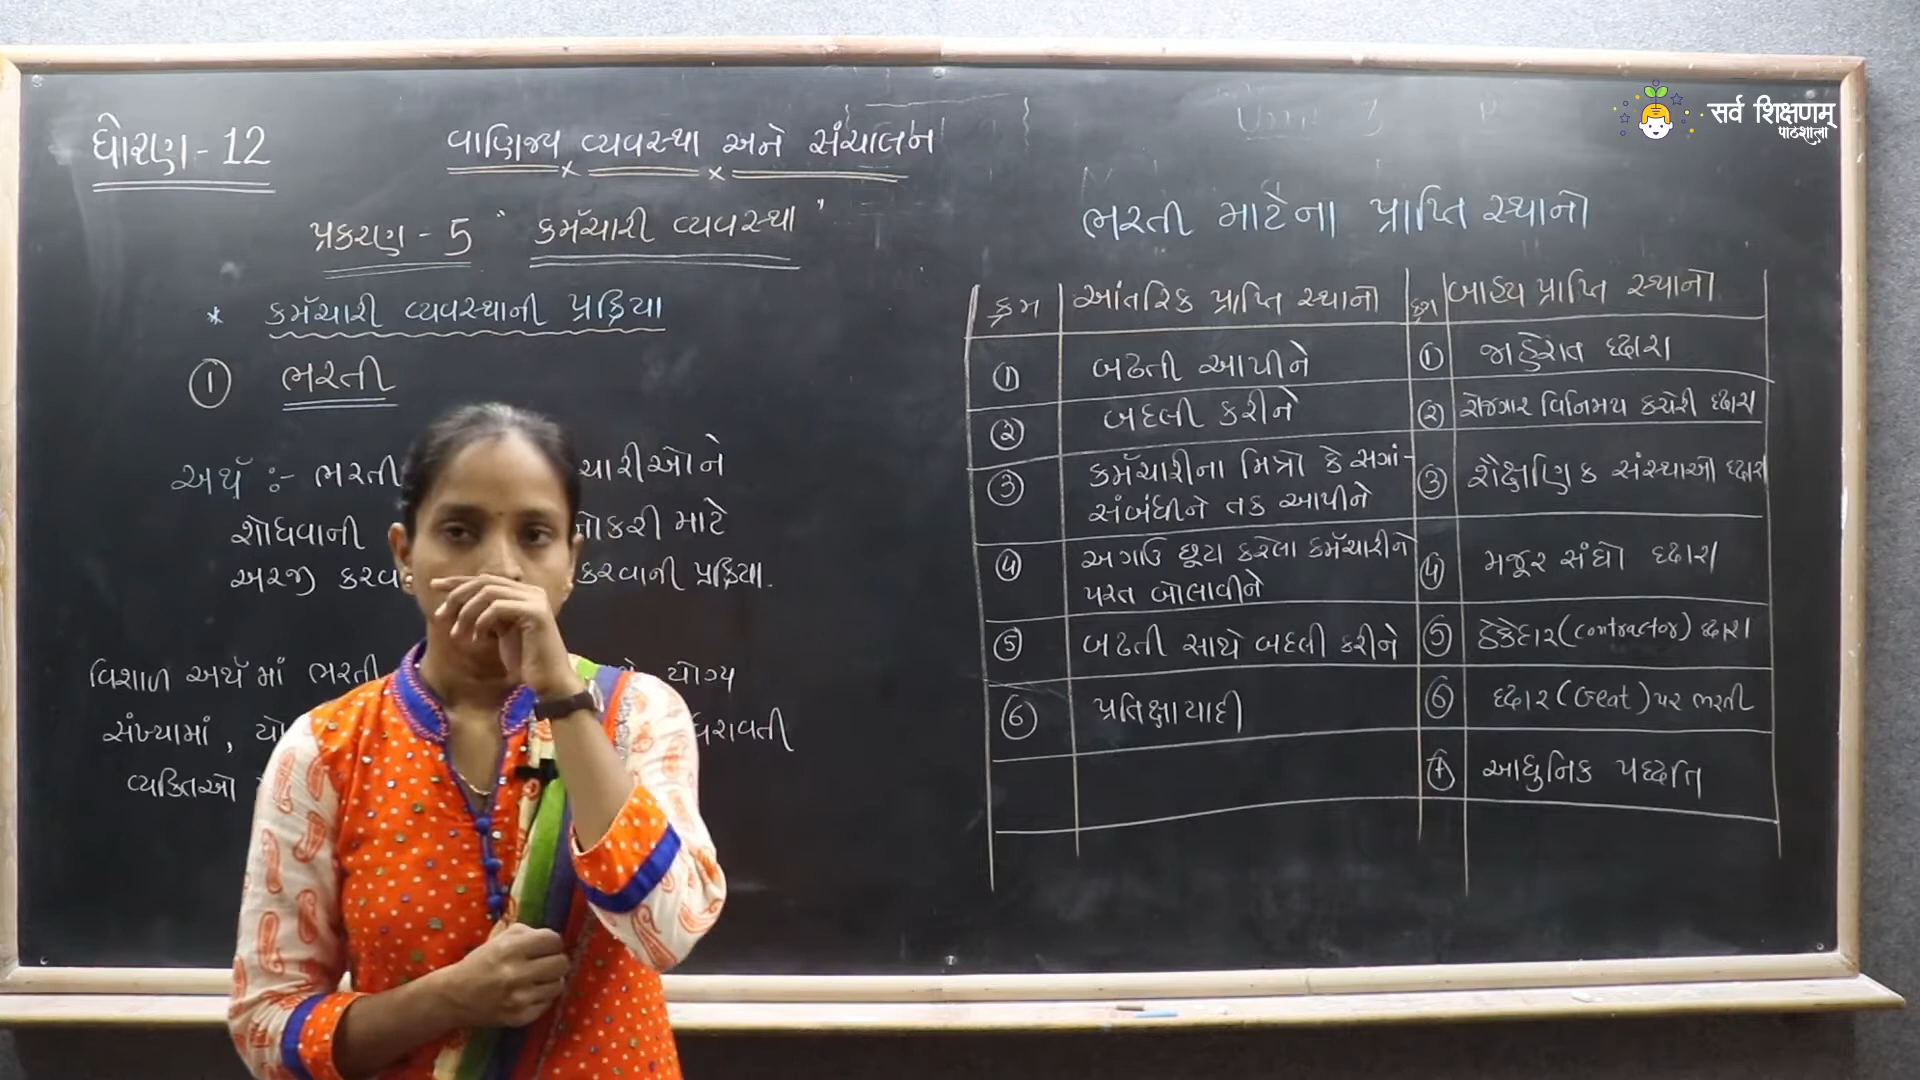 ધોરણ - 12
વાણિજ્ય વ્યવસ્થા અને સંચાલન
પ્રકરણ - 5 " કર્મચારી વ્યવસ્થા "
* કર્મચારી વ્યવસ્થાની પ્રક્રિયા
① ભરતી
અર્થ :- ભરતી ચારીઓને
શોધવાની નોકરી માટે
અરજી કરવ કરવાની પ્રક્રિયા.
વિશાળ અર્થમાં ભરતી યોગ્ય
સંખ્યામાં , યો ધરાવતી
વ્યક્તિઓ
सर्व शिक्षणम्
पाठशाला
ભરતી માટેના પ્રાપ્તિ સ્થાનો
ક્રમ આંતરિક પ્રાપ્તિ સ્થાનો ક્રમ બાહ્ય પ્રાપ્તિ સ્થાનો
① બઢતી આપીને ① જાહેરાત દ્વારા
② બદલી કરીને ② રોજગાર વિનિમય કચેરી દ્વારા
③ કર્મચારીના મિત્રો કે સગાં-
સંબંધીને તક આપીને ③ શૈક્ષણિક સંસ્થાઓ દ્વારા
④ અગાઉ છૂટા કરેલા કર્મચારીને
પરત બોલાવીને ④ મજૂર સંઘો દ્વારા
⑤ બઢતી સાથે બદલી કરીને ⑤ ઠેકેદાર (contractor) દ્વારા
⑥ પ્રતિક્ષાયાદી ⑥ દ્વાર (Geat) પર ભરતી
⑦ આધુનિક પદ્ધતિ